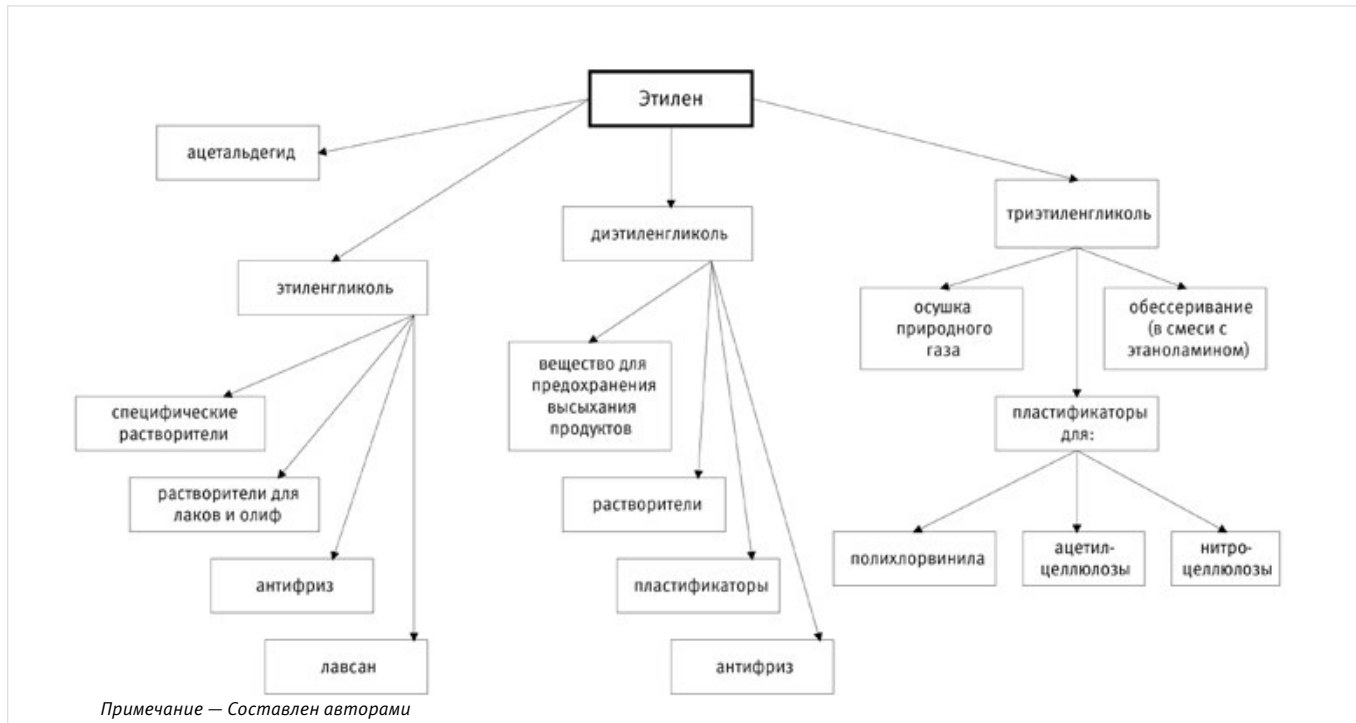 Этилен
ацетальдегид
этиленгликоль
специфические
растворители
растворители для
лаков и олиф
антифриз
лавсан
диэтиленгликоль
вещество для
предохранения
высыхания
продуктов
растворители
пластификаторы
антифриз
триэтиленгликоль
осушка
природного
газа
обессеривание
(в смеси с
этаноламином)
пластификаторы
для:
полихлорвинила
ацетил-
целлюлозы
нитро-
целлюлозы
Примечание — Составлен авторами